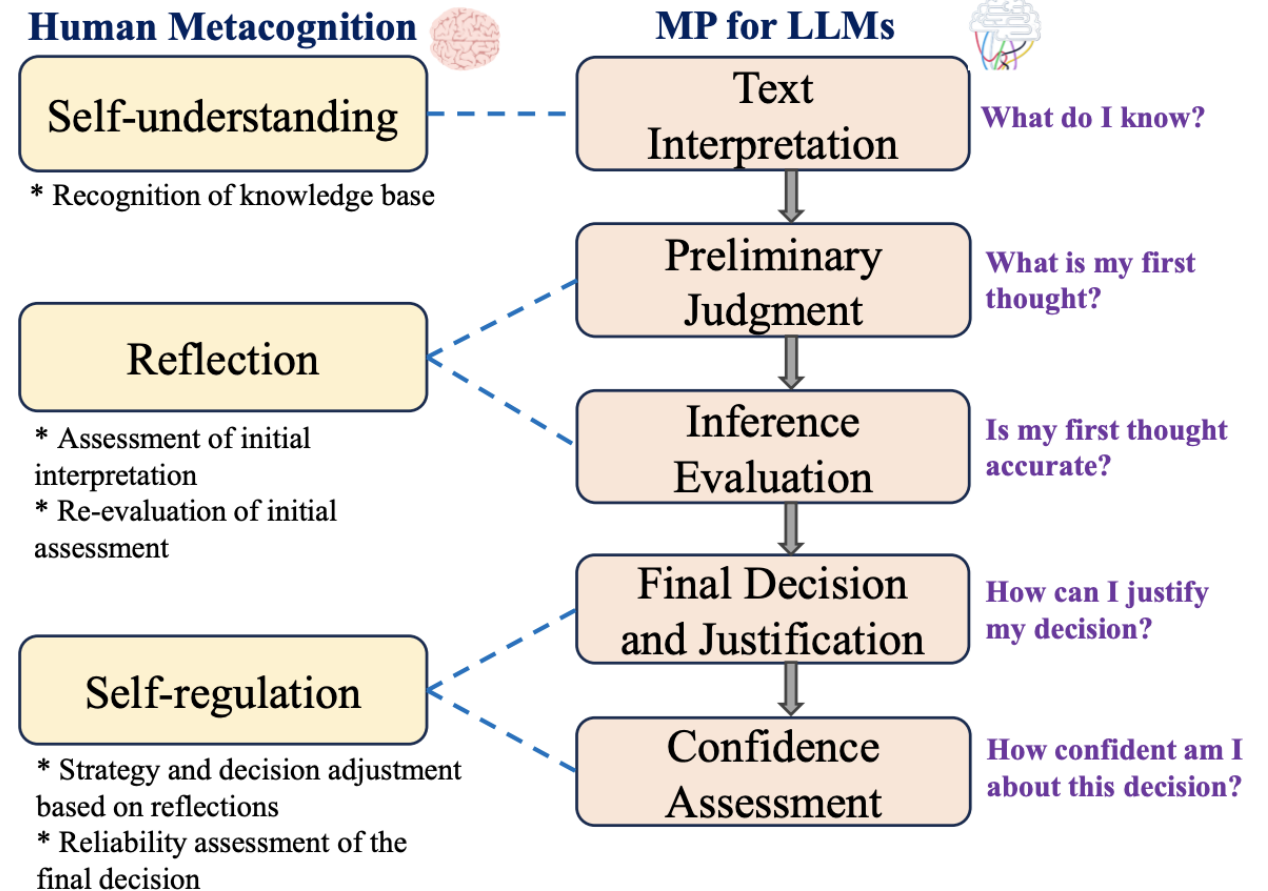 Human Metacognition
MP for LLMs
Self-understanding
* Recognition of knowledge base
Text
Interpretation
What do I know?
Preliminary
Judgment
What is my first
thought?
Reflection
* Assessment of initial
interpretation
* Re-evaluation of initial
assessment
Inference
Evaluation
Is my first thought
accurate?
Final Decision
and Justification
How can I justify
my decision?
Self-regulation
* Strategy and decision adjustment
based on reflections
* Reliability assessment of the
final decision
Confidence
Assessment
How confident am I
about this decision?